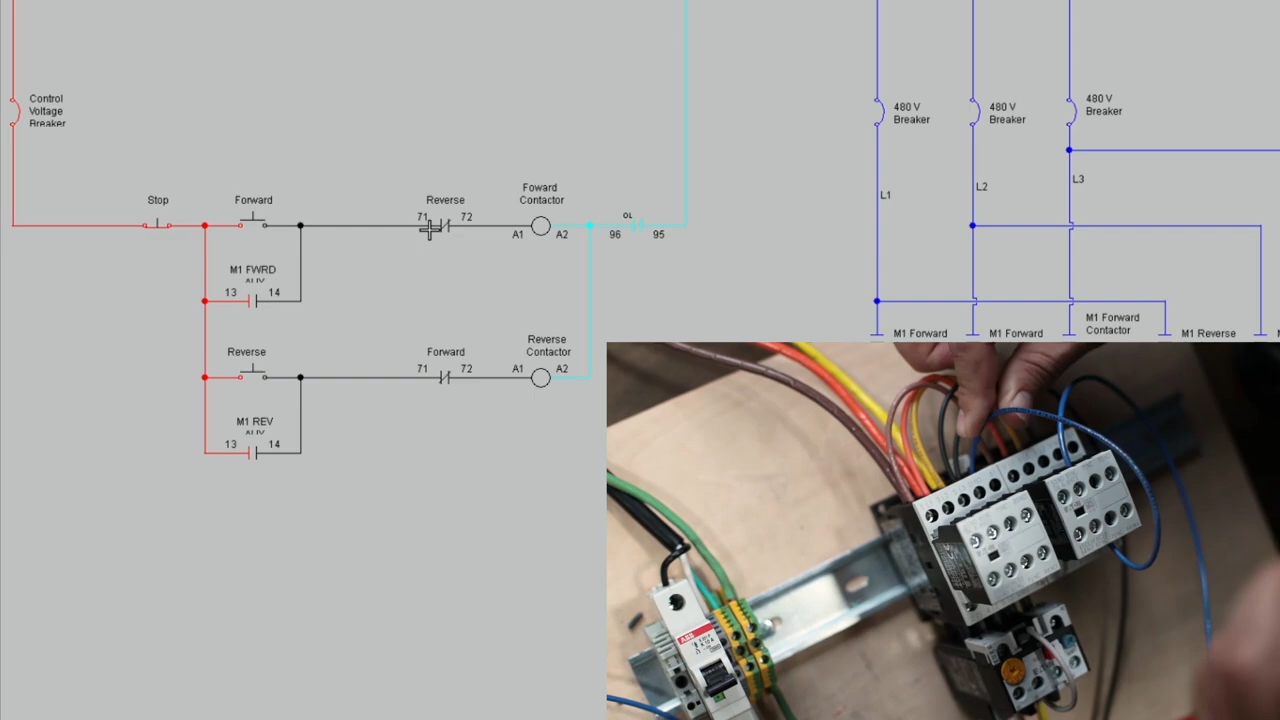 Control
Voltage
Breaker
480 V
Breaker
480 V
Breaker
480 V
Breaker
L1
L2
L3
Stop
Forward
Reverse
71
72
Foward
Contactor
A1
A2
OL
96
95
M1 FWRD
13
14
Reverse
Forward
71
72
Reverse
Contactor
A1
A2
M1 REV
13
14
M1 Forward
M1 Forward
M1 Forward
Contactor
M1 Reverse
ABB